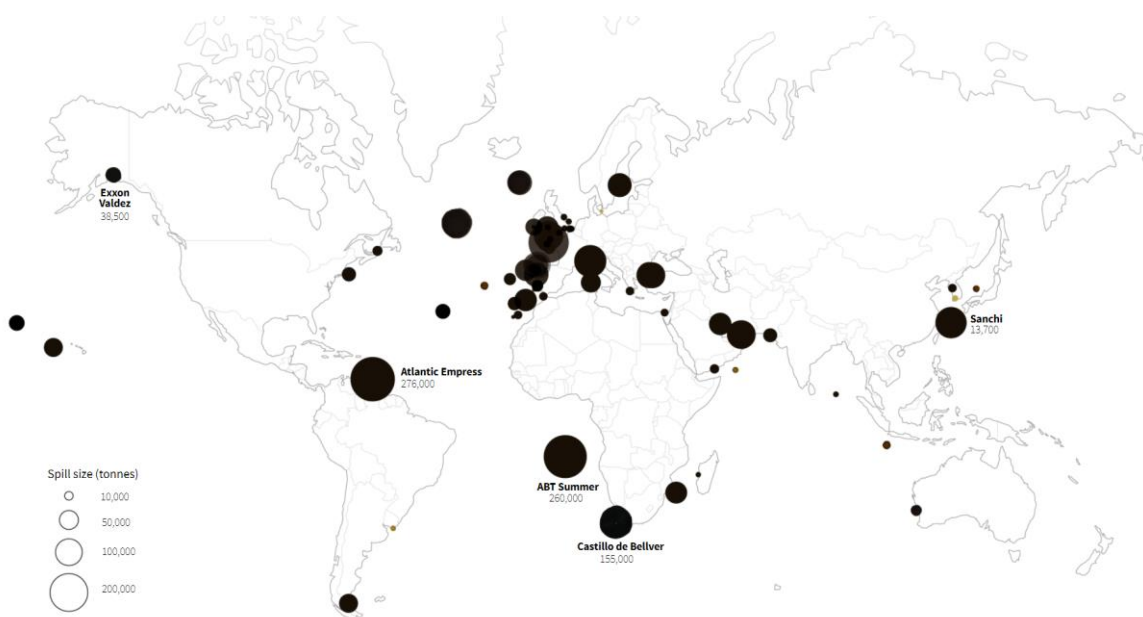 Exxon
Valdez
38,500
Sanchi
13,700
Atlantic Empress
276,000
ABT Summer
260,000
Castillo de Bellver
155,000
Spill size (tonnes)
10,000
50,000
100,000
200,000